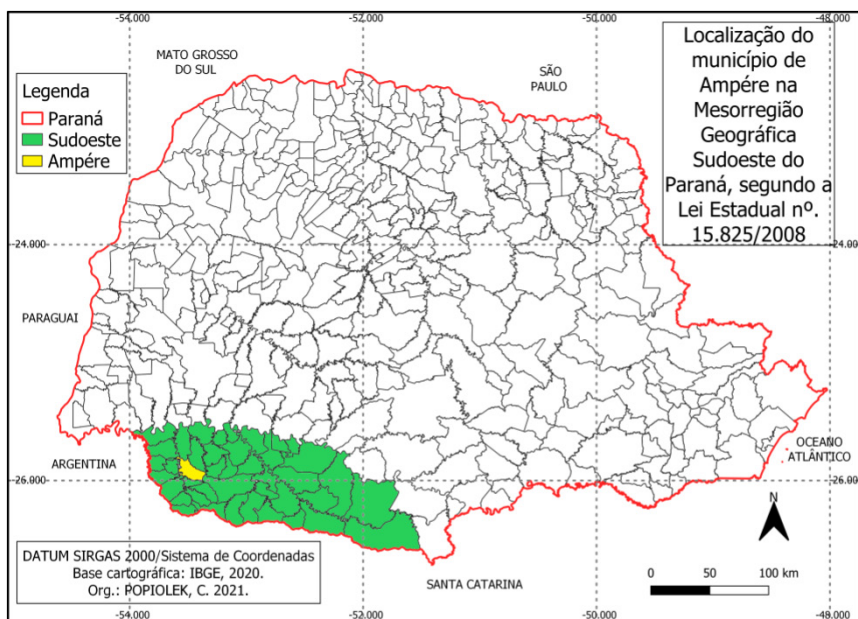 -54.000
-52.000
-50.000
-48.000
MATO GROSSO
DO SUL
SÃO
PAULO
Localização do
município de
Ampére na
Mesorregião
Geográfica
Sudoeste do
Paraná, segundo a
Lei Estadual nº.
15.825/2008
Legenda
Paraná
Sudoeste
Ampére
24.000
24.000
PARAGUAI
ARGENTINA
OCEANO
ATLÂNTICO
-26.000
-26.000
N
DATUM SIRGAS 2000/Sistema de Coordenadas
Base cartográfica: IBGE, 2020.
Org.: POPIOLEK, C. 2021.
SANTA CATARINA
0
50
100 km
-54.000
-52.000
-50.000
-48.000